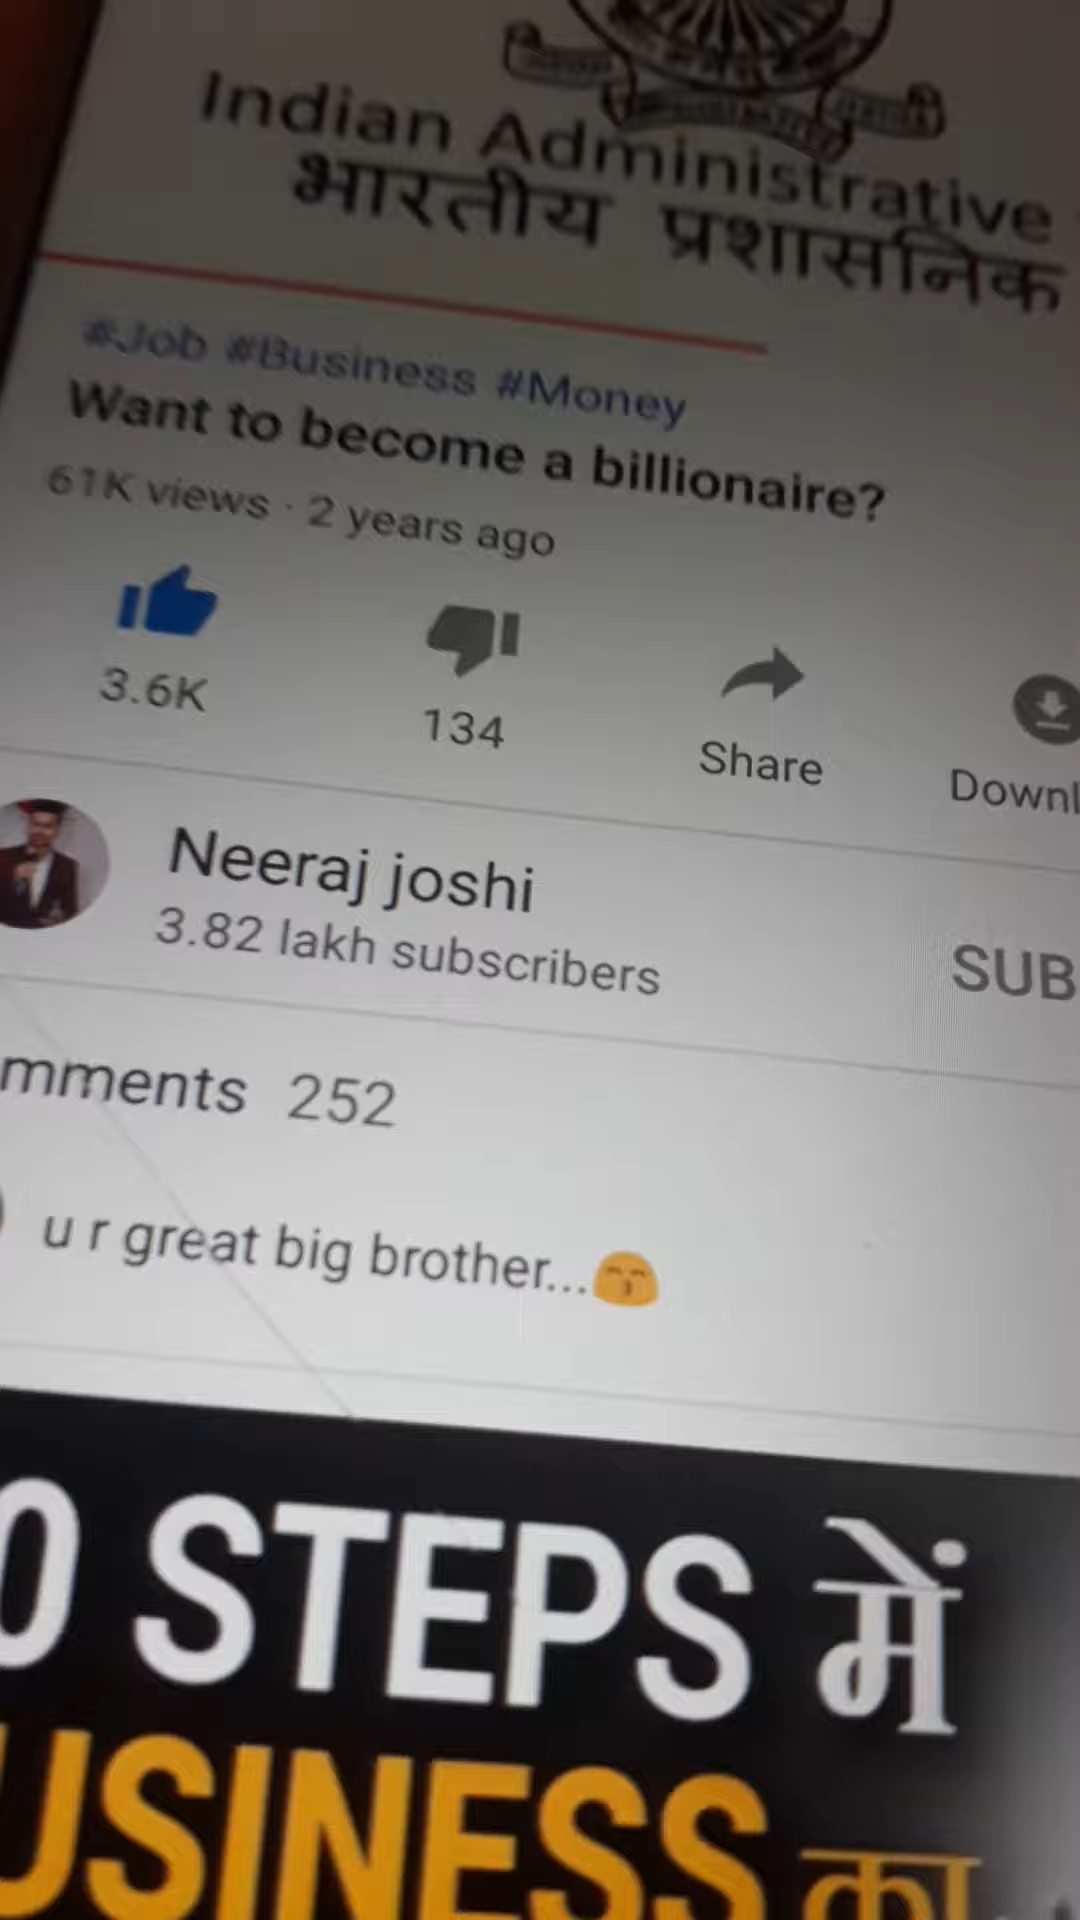 Indian Administrative
भारतीय प्रशासनिक
#Job #Business #Money
Want to become a billionaire?
61K views · 2 years ago
3.6K
134
Share
Downl
Neeraj joshi
3.82 lakh subscribers
SUB
mments 252
u r great big brother...😙
0 STEPS में
USINESS का